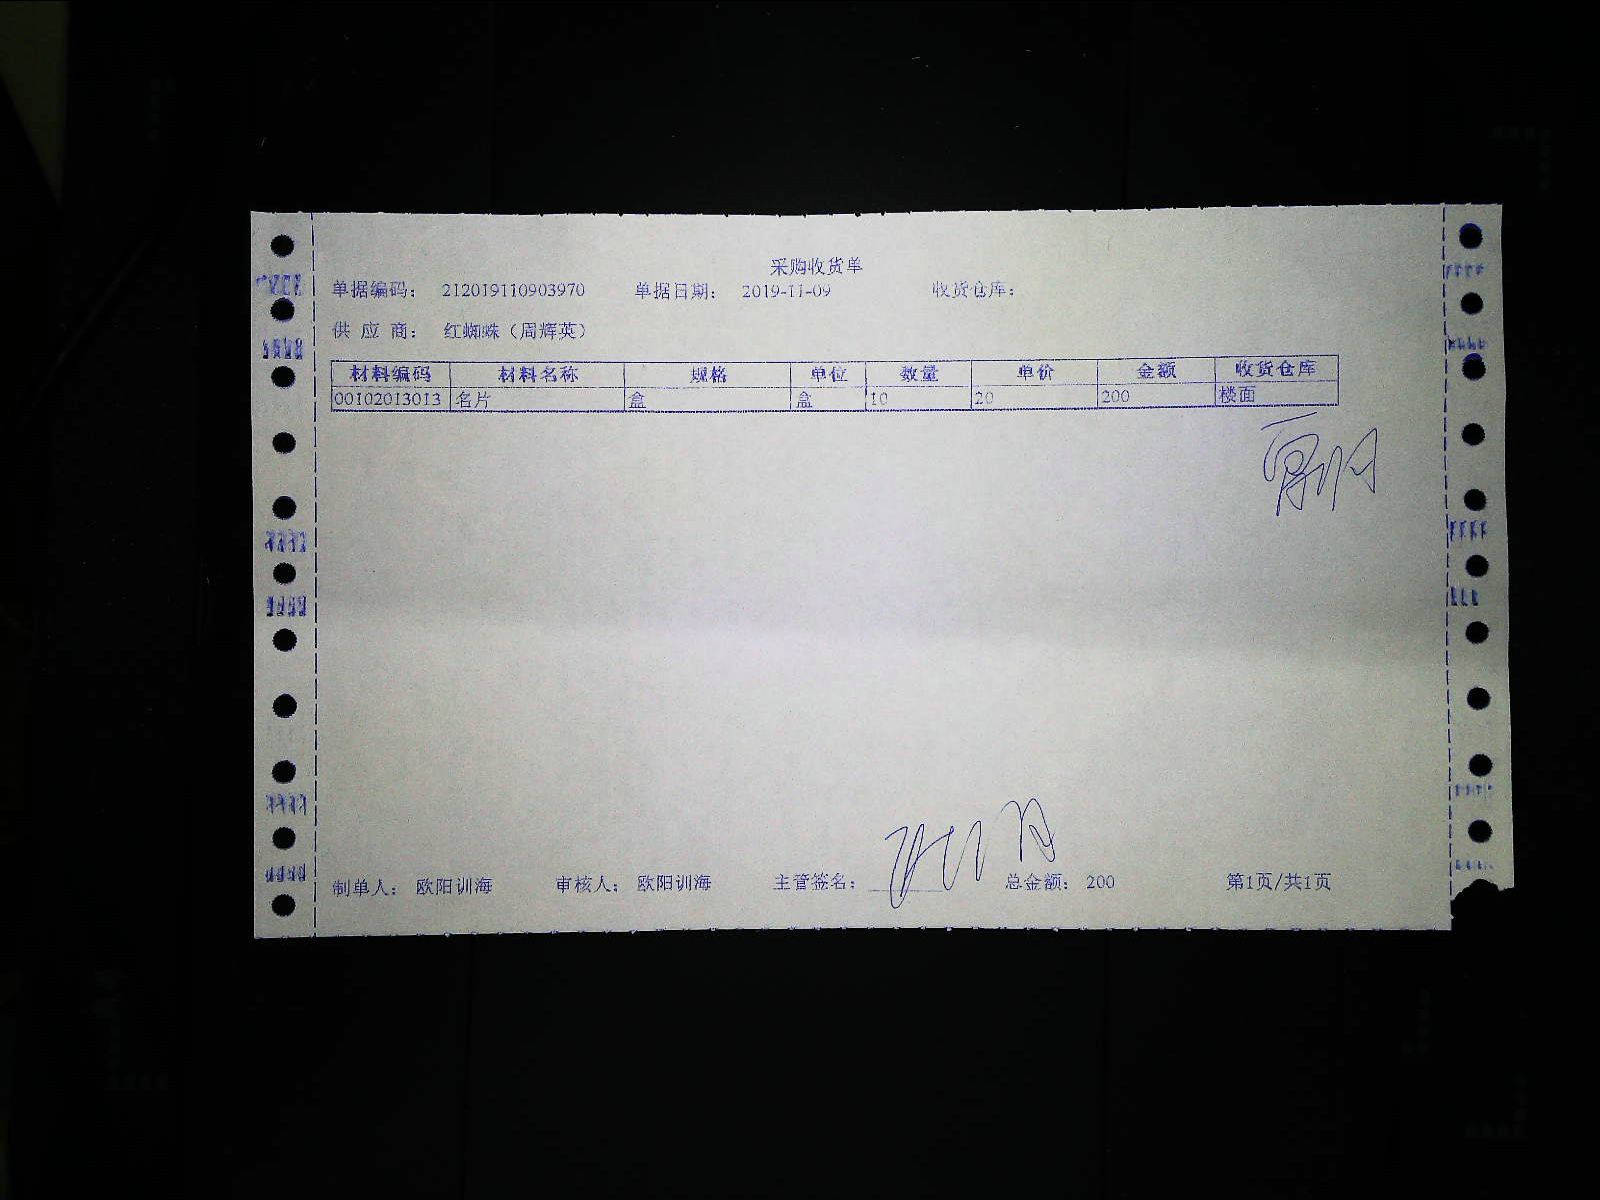 采购收货单
单据编码： 212019110903970 单据日期： 2019-11-09 收货仓库：
供 应 商： 红蜘蛛（周辉英）
材料编码 材料名称 规格 单位 数量 单价 金额 收货仓库
00102013013 名片 盒 盒 10 20 200 楼面
制单人： 欧阳训海 审核人： 欧阳训海 主管签名： 总金额： 200 第1页/共1页